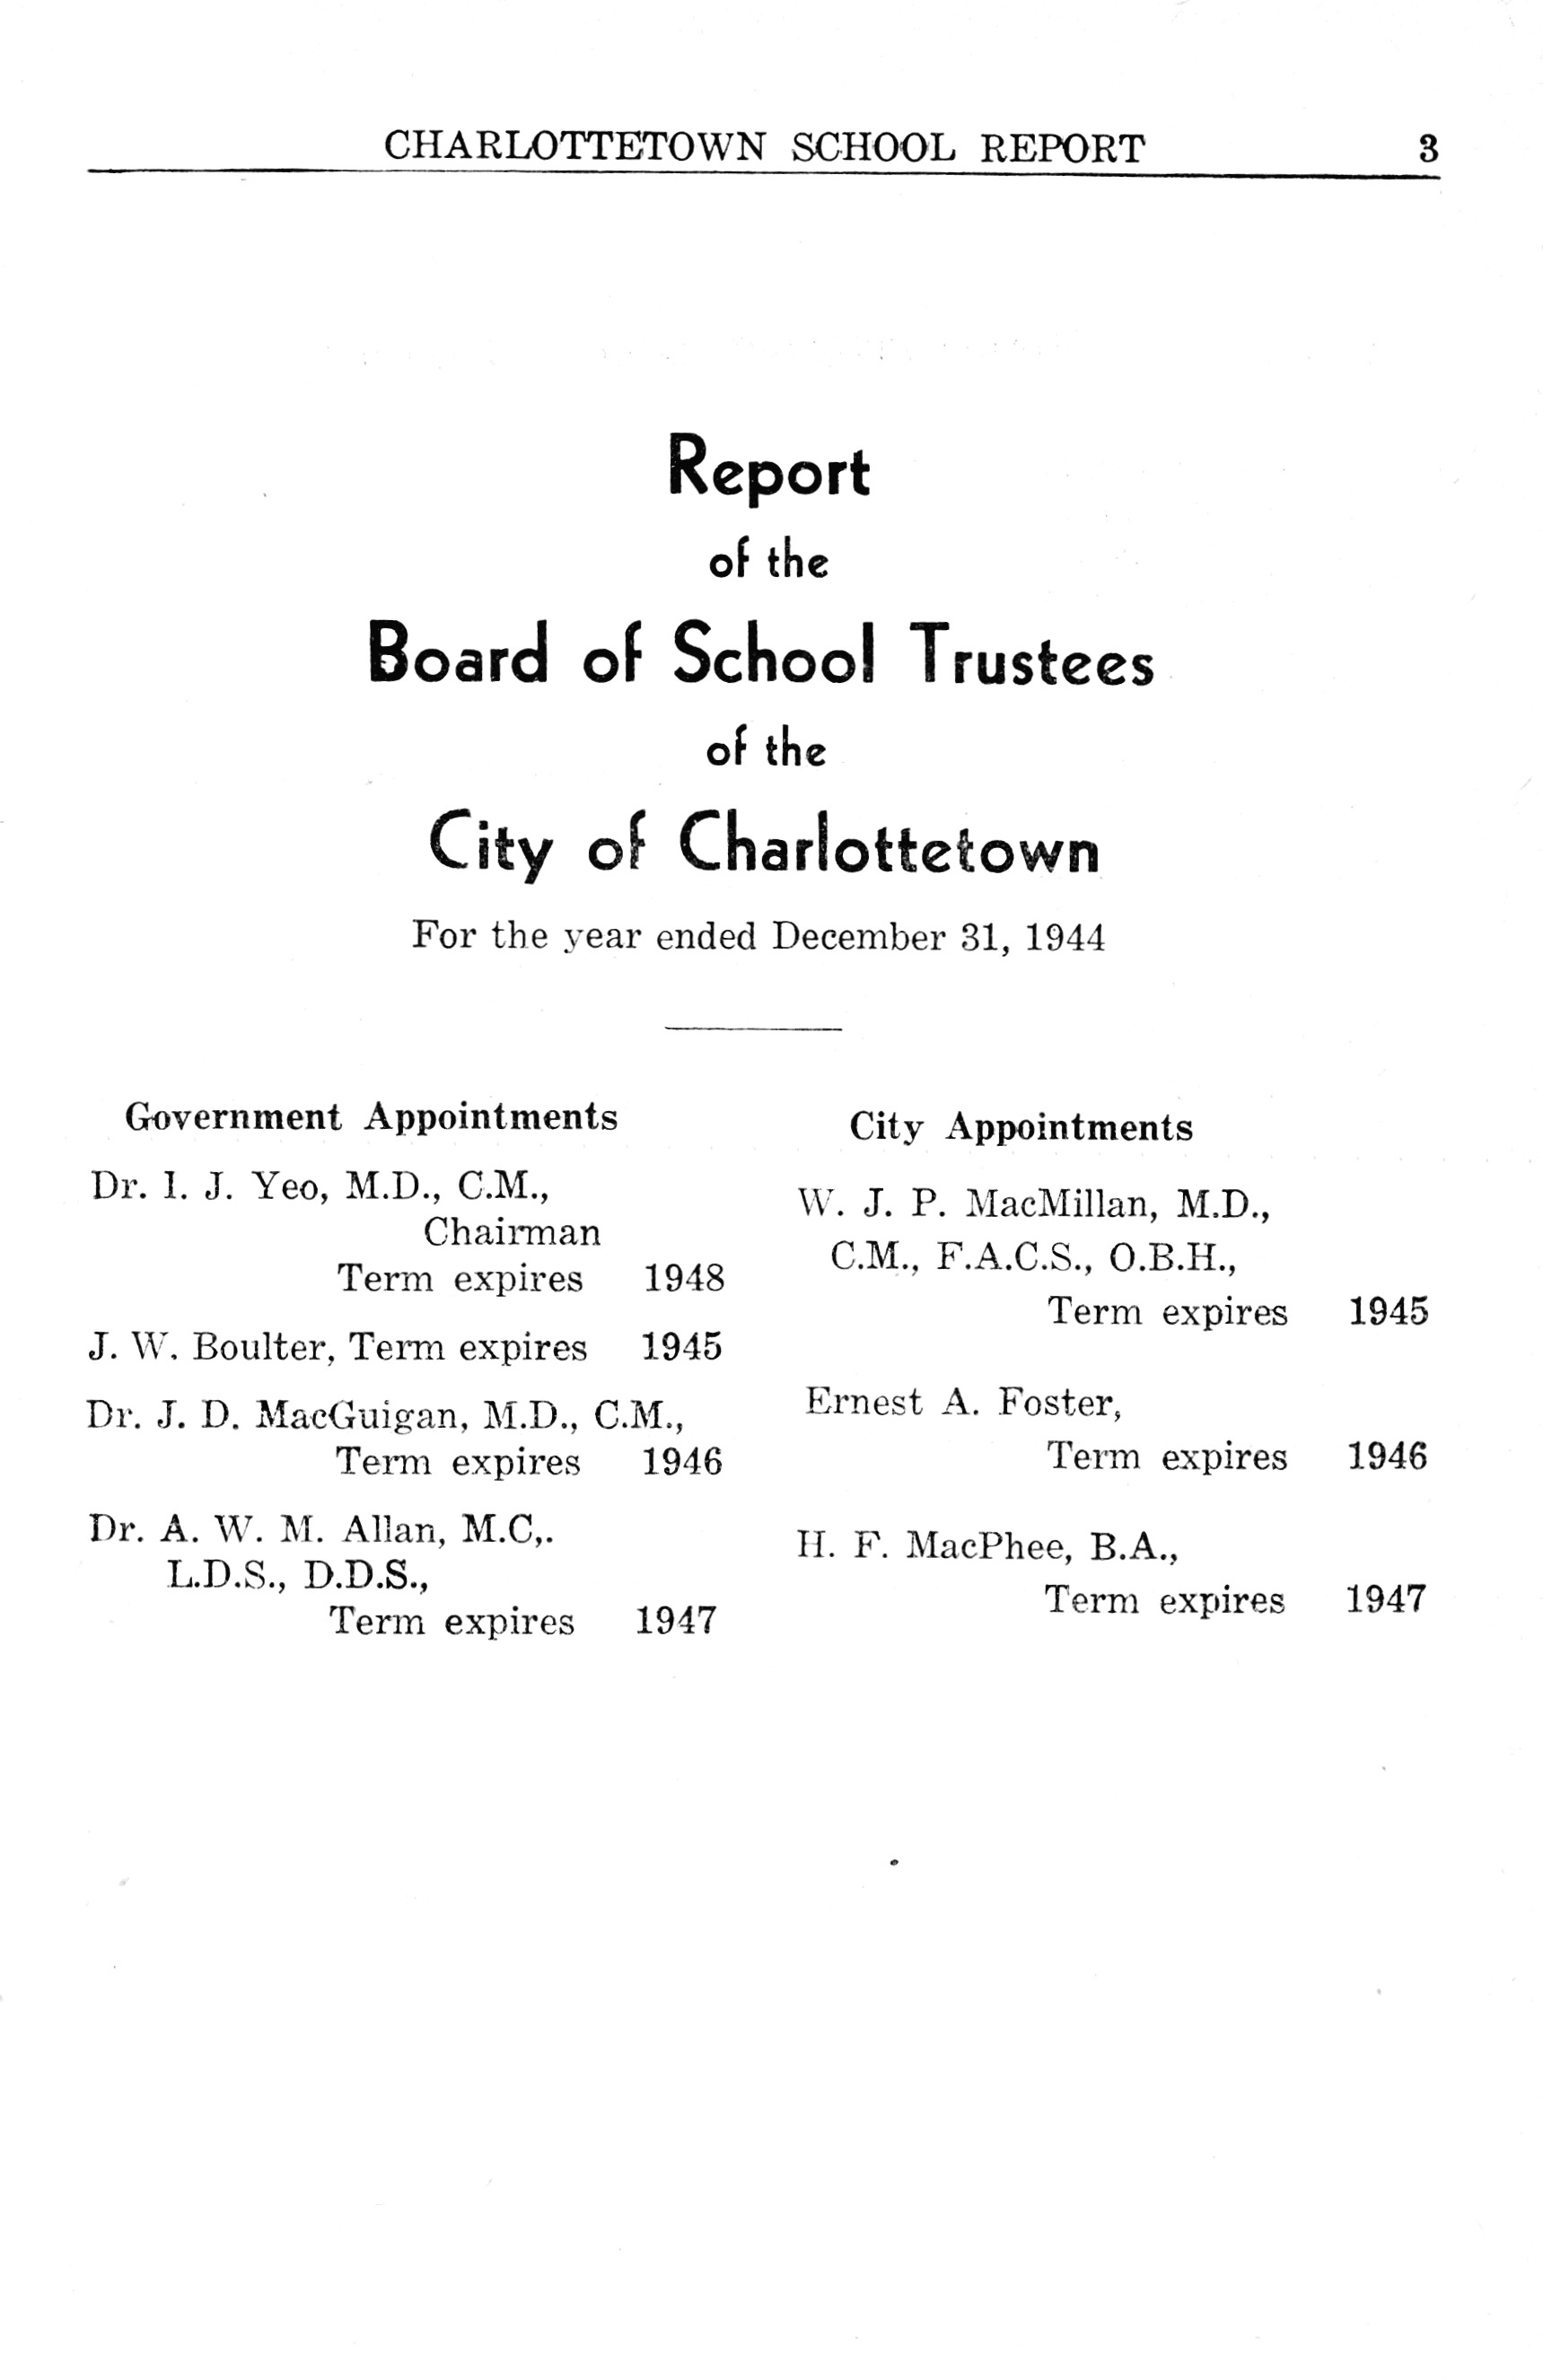 CHARLOTTETOWN SCHOOL REPORT 3
Report
of the
Board of School Trustees
of the
City of Charlottetown
For the year ended December 31, 1944
Government Appointments
Dr. I. J. Yeo, M.D., C.M.,
Chairman
Term expires 1948
J. W. Boulter, Term expires 1945
Dr. J. D. MacGuigan, M.D., C.M.,
Term expires 1946
Dr. A. W. M. Allan, M.C,.
L.D.S., D.D.S.,
Term expires 1947
City Appointments
W. J. P. MacMillan, M.D.,
C.M., F.A.C.S., O.B.H.,
Term expires 1945
Ernest A. Foster,
Term expires 1946
H. F. MacPhee, B.A.,
Term expires 1947